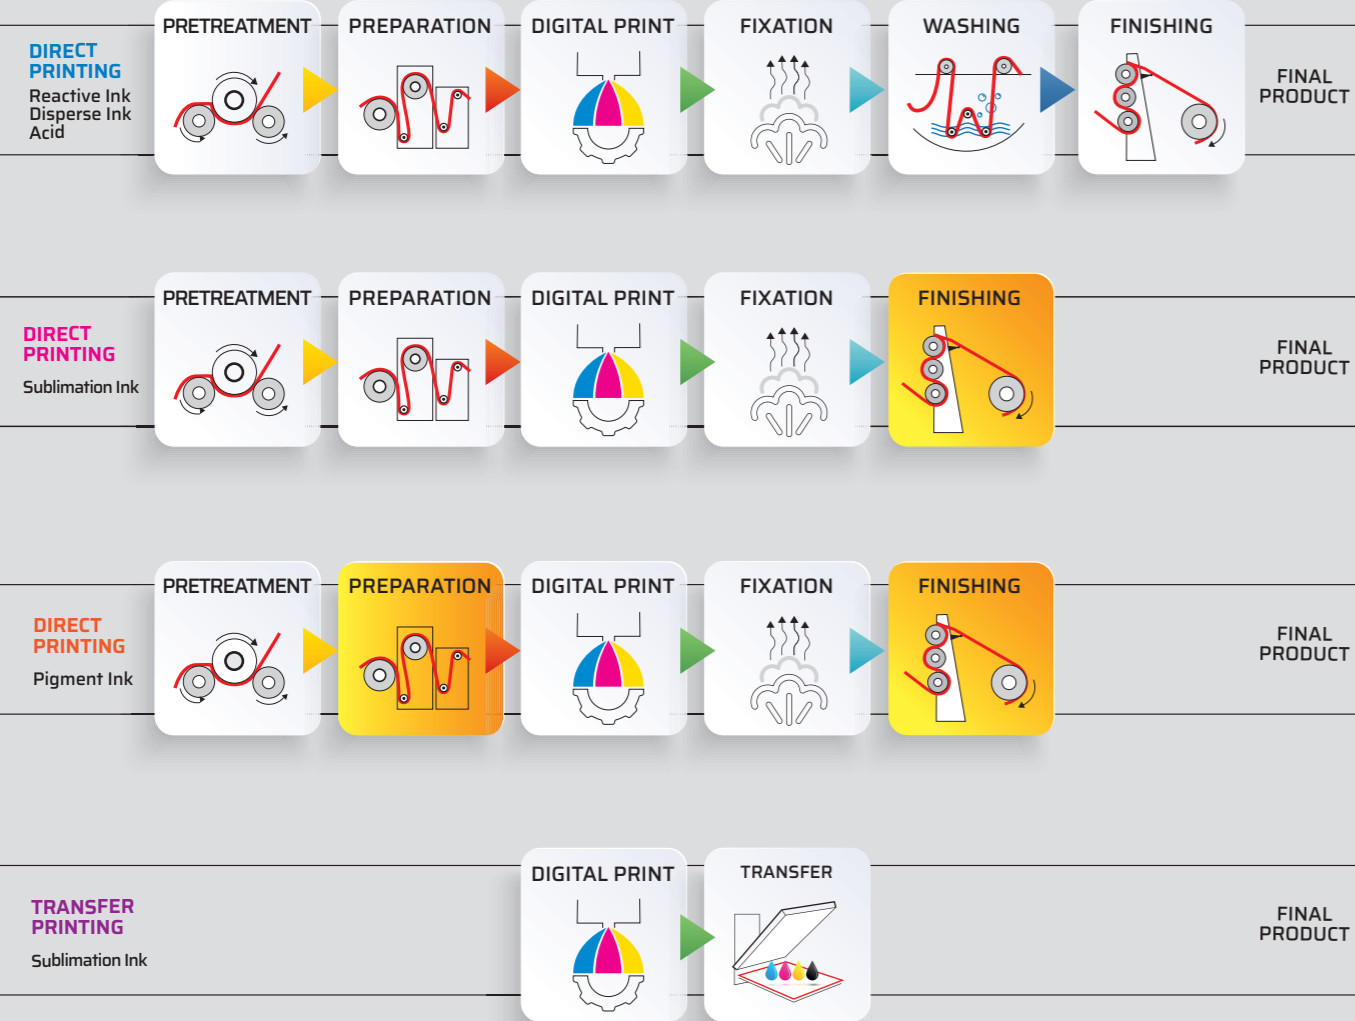 PRETREATMENT
PREPARATION
DIGITAL PRINT
FIXATION
WASHING
FINISHING
DIRECT
PRINTING
Reactive Ink
Disperse Ink
Acid
FINAL
PRODUCT
PRETREATMENT
PREPARATION
DIGITAL PRINT
FIXATION
FINISHING
DIRECT
PRINTING
Sublimation Ink
FINAL
PRODUCT
PRETREATMENT
PREPARATION
DIGITAL PRINT
FIXATION
FINISHING
DIRECT
PRINTING
Pigment Ink
FINAL
PRODUCT
DIGITAL PRINT
TRANSFER
TRANSFER
PRINTING
Sublimation Ink
FINAL
PRODUCT